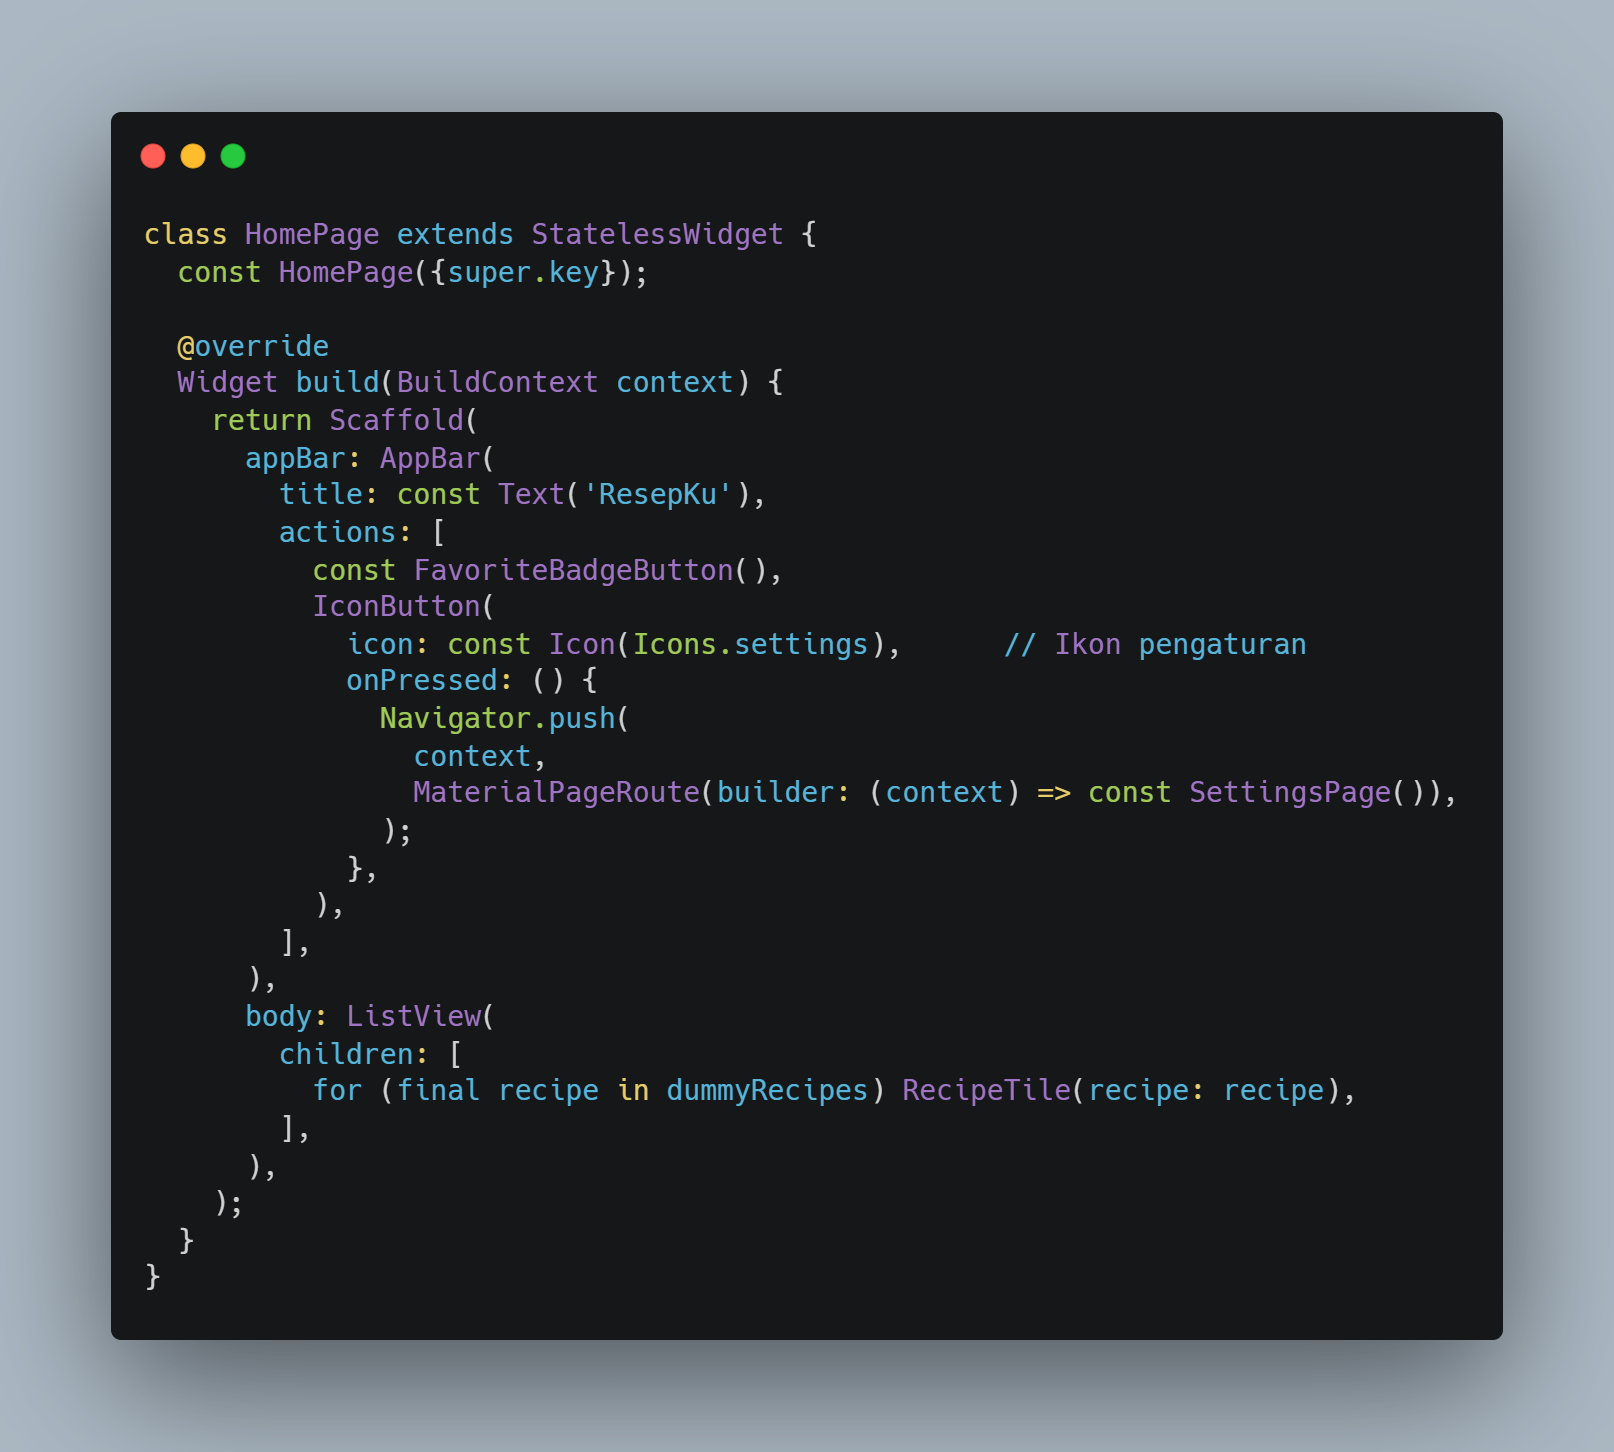 class HomePage extends StatelessWidget {
  const HomePage({super.key});

  @override
  Widget build(BuildContext context) {
    return Scaffold(
      appBar: AppBar(
        title: const Text('ResepKu'),
        actions: [
          const FavoriteBadgeButton(),
          IconButton(
            icon: const Icon(Icons.settings),      // Ikon pengaturan
            onPressed: () {
              Navigator.push(
                context,
                MaterialPageRoute(builder: (context) => const SettingsPage()),
              );
            },
          ),
        ],
      ),
      body: ListView(
        children: [
          for (final recipe in dummyRecipes) RecipeTile(recipe: recipe),
        ],
      ),
    );
  }
}